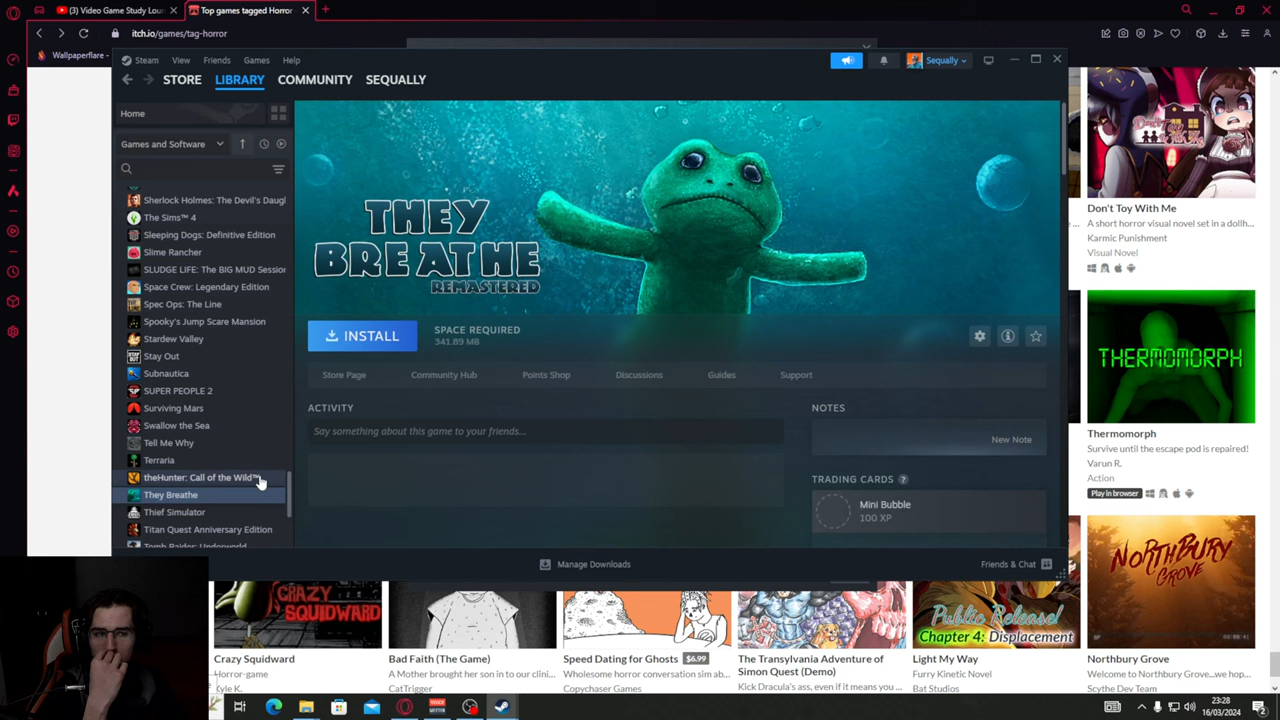 (3) Video Game Study Loun
Top games tagged Horror
itch.io/games/tag-horror
Wallpaperflare
Steam View Friends Games Help
Sequally
STORE LIBRARY COMMUNITY SEQUALLY
Home
Games and Software
Sherlock Holmes: The Devil's Daugl
The Sims™ 4
Sleeping Dogs: Definitive Edition
Slime Rancher
SLUDGE LIFE: The BIG MUD Session
Space Crew: Legendary Edition
Spec Ops: The Line
Spooky's Jump Scare Mansion
Stardew Valley
Stay Out
Subnautica
SUPER PEOPLE 2
Surviving Mars
Swallow the Sea
Tell Me Why
Terraria
theHunter: Call of the Wild™
They Breathe
Thief Simulator
Titan Quest Anniversary Edition
Tomb Raider: Underworld
THEY
BREATHE
REMASTERED
INSTALL
SPACE REQUIRED
341.89 MB
Store Page Community Hub Points Shop Discussions Guides Support
ACTIVITY
Say something about this game to your friends...
NOTES
New Note
TRADING CARDS ?
Mini Bubble
100 XP
Manage Downloads
Friends & Chat
Don't Toy With Me
A short horror visual novel set in a dollh...
Karmic Punishment
Visual Novel
THERMOMORPH
Thermomorph
Survive until the escape pod is repaired!
Varun R.
Action
Play in browser
NORTHBURY
GROVE
SP
Northbury Grove
Welcome to Northbury Grove...we hop...
Scythe Dev Team
CRAZY
SQUIDWARD
Crazy Squidward
Horror-game
Kyle K.
Bad Faith (The Game)
A Mother brought her son in to our clini...
CatTrigger
Speed Dating for Ghosts $6.99
Wholesome horror conversation sim ab...
Copychaser Games
The Transylvania Adventure of
Simon Quest (Demo)
Kick Dracula's ass, even if it means you...
Public Release!
Chapter 4: Displacement
Light My Way
Furry Kinetic Novel
Bat Studios
23:28
16/03/2024